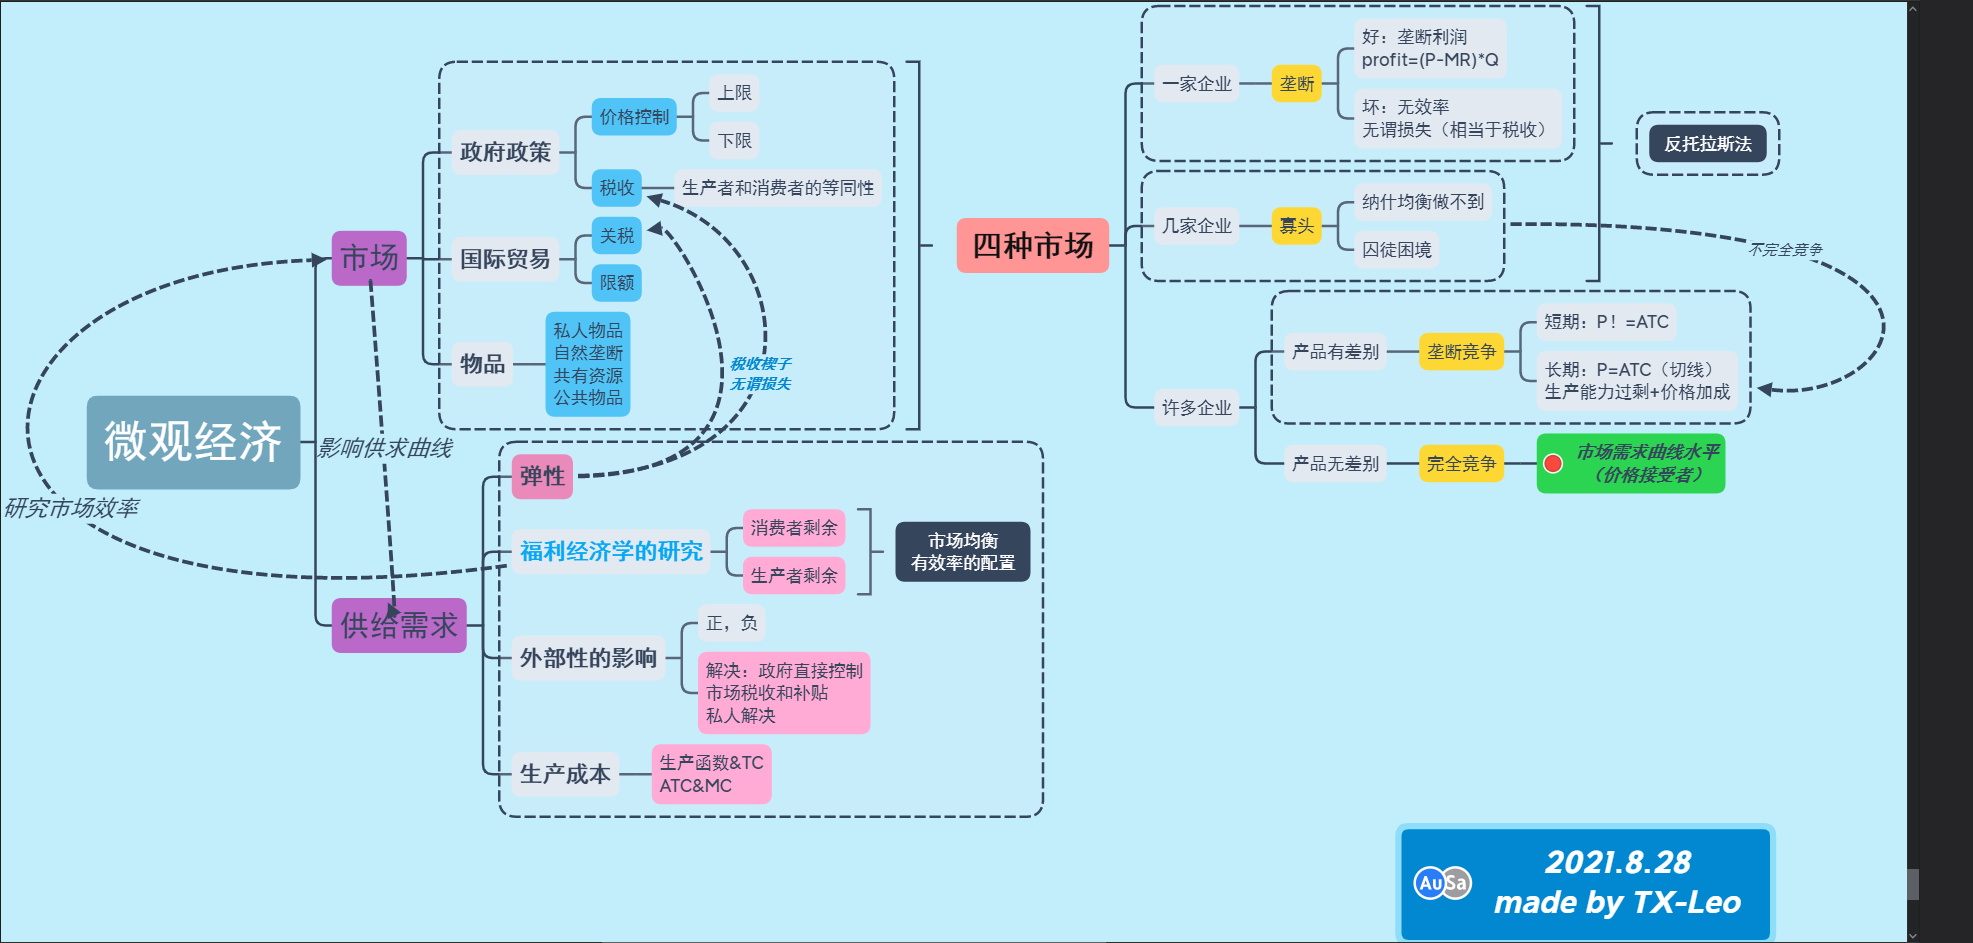 微观经济
市场
政府政策
价格控制
上限
下限
税收
生产者和消费者的等同性
国际贸易
关税
限额
物品
私人物品
自然垄断
共有资源
公共物品
税收楔子
无谓损失
影响供求曲线
研究市场效率
供给需求
弹性
福利经济学的研究
消费者剩余
生产者剩余
市场均衡
有效率的配置
外部性的影响
正，负
解决：政府直接控制
市场税收和补贴
私人解决
生产成本
生产函数&TC
ATC&MC
四种市场
一家企业
垄断
好：垄断利润
profit=(P-MR)*Q
坏：无效率
无谓损失（相当于税收）
反托拉斯法
几家企业
寡头
纳什均衡做不到
囚徒困境
不完全竞争
许多企业
产品有差别
垄断竞争
短期：P！=ATC
长期：P=ATC（切线）
生产能力过剩+价格加成
产品无差别
完全竞争
市场需求曲线水平
（价格接受者）
AuSa
2021.8.28
made by TX-Leo